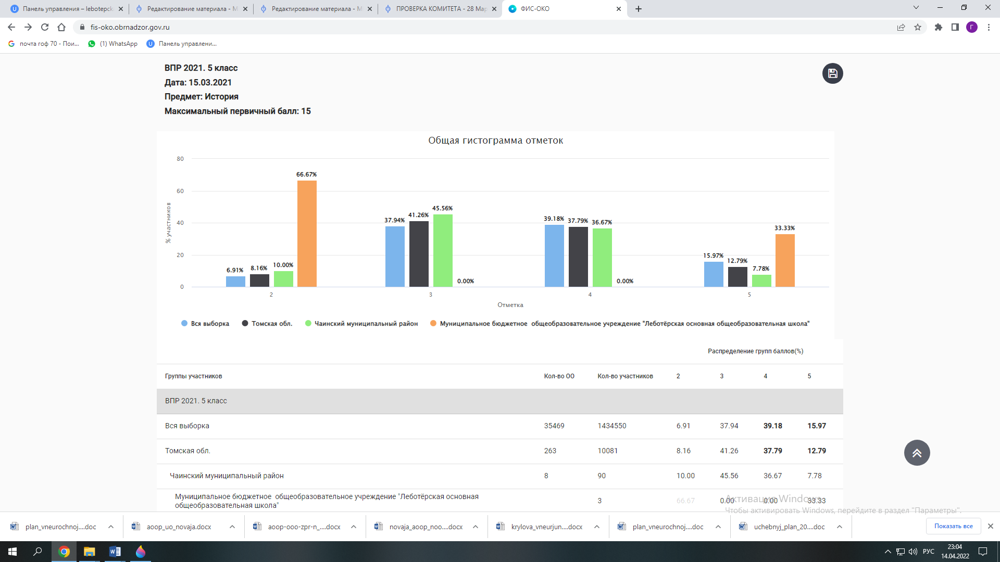 Панель управления – lebotepck
Редактирование материала - М
Редактирование материала - М
ПРОВЕРКА КОМИТЕТА - 28 Мар
ФИС-ОКО
fis-oko.obrnadzor.gov.ru
Г
почта гоф 70 - Пои...
(1) WhatsApp
Панель управлени...
ВПР 2021. 5 класс
Дата: 15.03.2021
Предмет: История
Максимальный первичный балл: 15
Общая гистограмма отметок
80
60
40
20
0
% участников
6.91% 8.16% 10.00% 66.67%
37.94% 41.26% 45.56% 0.00%
39.18% 37.79% 36.67% 0.00%
15.97% 12.79% 7.78% 33.33%
2 3 4 5
Отметка
Вся выборка Томская обл. Чаинский муниципальный район Муниципальное бюджетное общеобразовательное учреждение "Леботёрская основная общеобразовательная школа"
Распределение групп баллов(%)
Группы участников Кол-во ОО Кол-во участников 2 3 4 5
ВПР 2021. 5 класс
Вся выборка 35469 1434550 6.91 37.94 39.18 15.97
Томская обл. 263 10081 8.16 41.26 37.79 12.79
Чаинский муниципальный район 8 90 10.00 45.56 36.67 7.78
Муниципальное бюджетное общеобразовательное учреждение "Леботёрская основная
общеобразовательная школа" 3 66.67 0.00 0.00 33.33
Активация Windows
Чтобы активировать Windows, перейдите в раздел "Параметры".
plan_vneurochnoj....doc
aoop_uo_novaja.docx
aoop-ooo-zpr-n_....docx
novaja_aoop_noo....docx
krylova_vneurjun....docx
plan_vneurochnoj....doc
uchebnyj_plan_20....doc
Показать все
РУС
23:04
14.04.2022